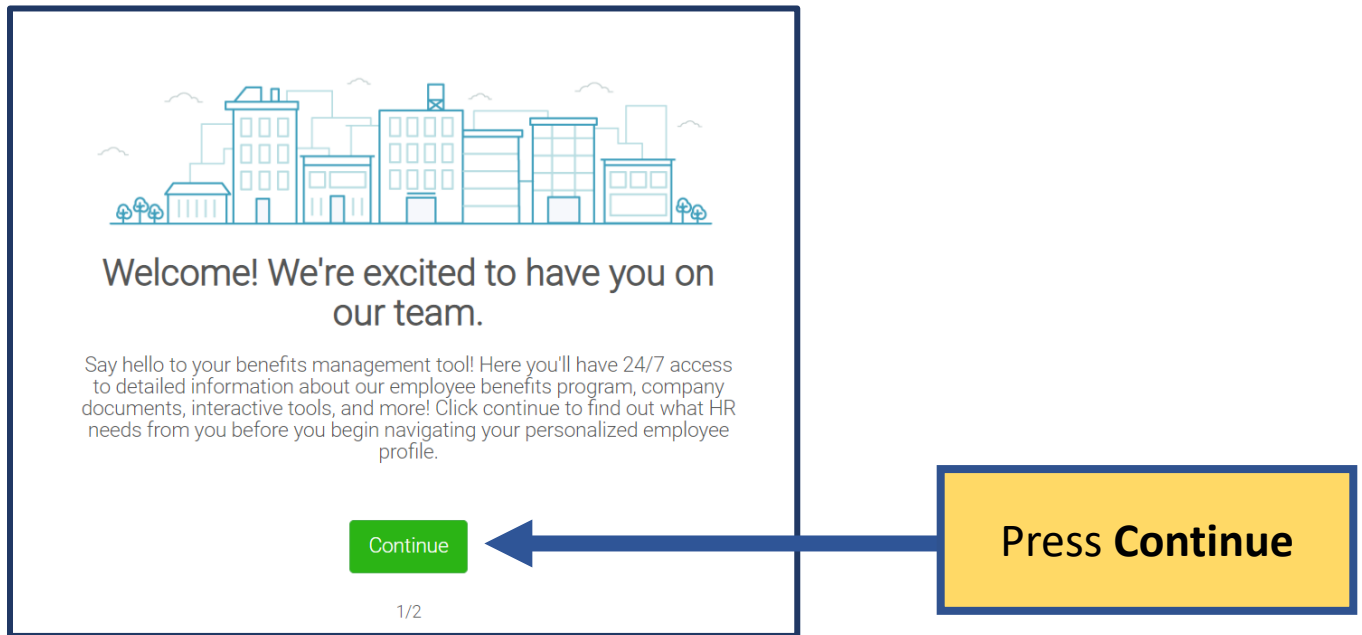 Welcome! We're excited to have you on
our team.
Say hello to your benefits management tool! Here you'll have 24/7 access
to detailed information about our employee benefits program, company
documents, interactive tools, and more! Click continue to find out what HR
needs from you before you begin navigating your personalized employee
profile.
Continue
Press Continue
1/2